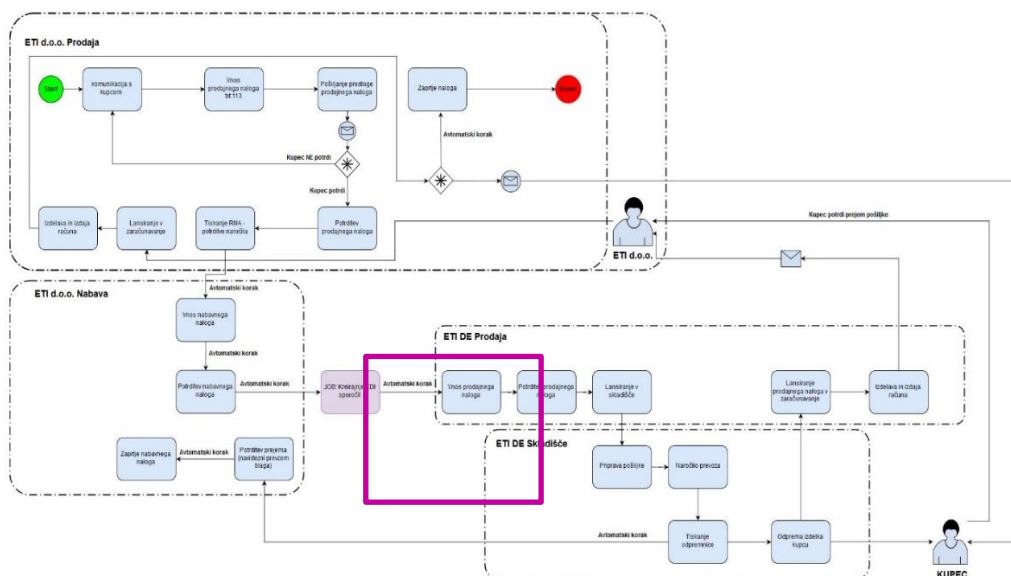 ETI d.o.o. Prodaja
Start
Komunikacija s
kupcem
Vnos
prodajnega naloga
tit 113
Pošiljanje predloge
prodajnega naloga
Zaprtje naloga
Konec
Avtomatski korak
Kupec NE potrdi
Kupec potrdi
Izdelava in izdaja
računa
Lansiranje v
zaračunavanje
Tiskanje RMA -
potrditve naročila
Potrditev
prodajnega naloga
Kupec potrdi prejem pošiljke
ETI d.o.o.
ETI d.o.o. Nabava
Avtomatski korak
Vnos nabavnega
naloga
Avtomatski korak
Potrditev nabavnega
naloga
Avtomatski korak
JOB: Kreiranje EDI
sporočil
Avtomatski korak
ETI DE Prodaja
Vnos prodajnega
naloga
Potrditev prodajnega
naloga
Lansiranje v
skladišče
Lansiranje
prodajnega naloga v
zaračunavanje
Izdelava in izdaja
računa
ETI DE Skladišče
Zaprtje nabavnega
naloga
Avtomatski korak
Potrditev prejema
(navidezni prevzem
blaga)
Priprava pošiljke
Naročilo prevoza
Avtomatski korak
Tiskanje
odpremnice
Odprema izdelka
kupcu
KUPEC